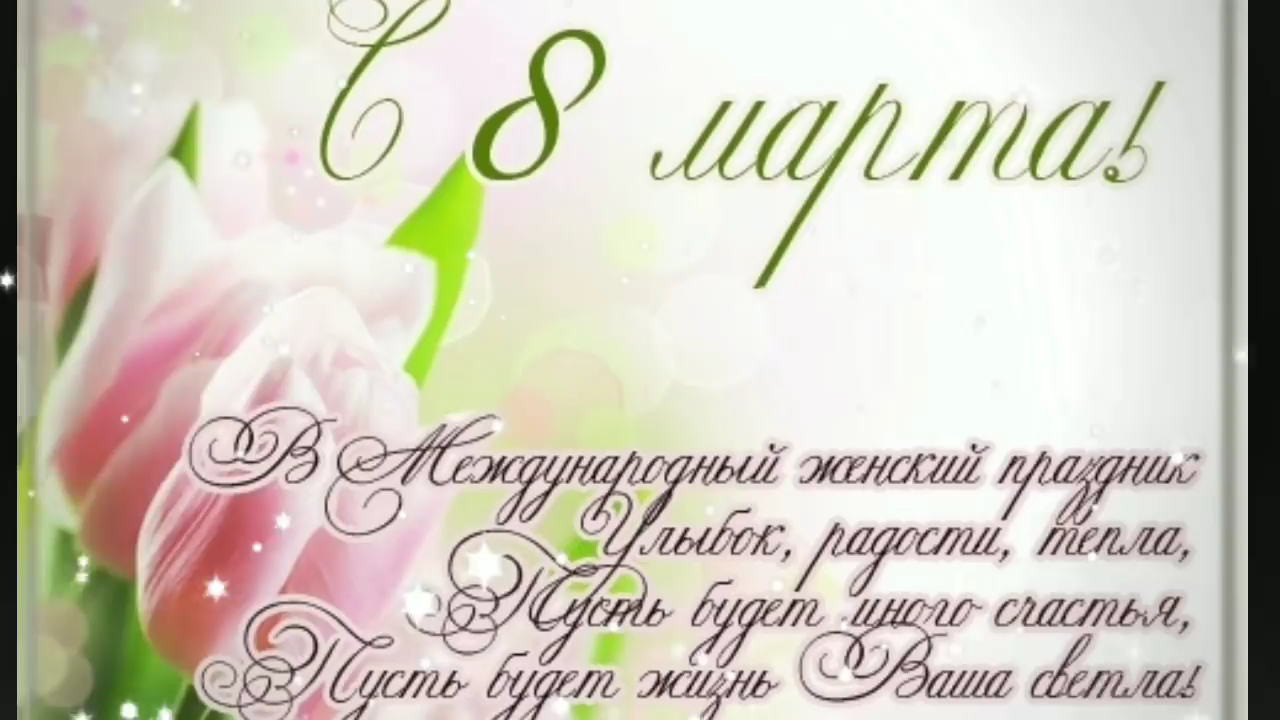 С 8 марта!
В Международный женский праздник
Улыбок, радости, тепла,
Пусть будет много счастья,
Пусть будет жизнь Ваша светла!